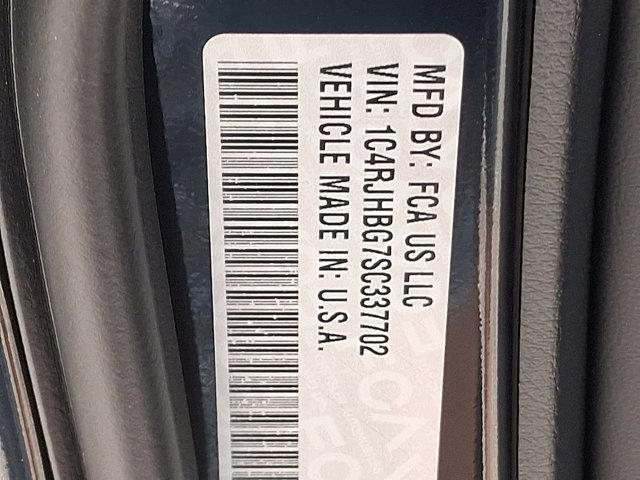 MFD BY: FCA US LLC
VIN: 1C4RJHBG7SC337702
VEHICLE MADE IN: U.S.A.